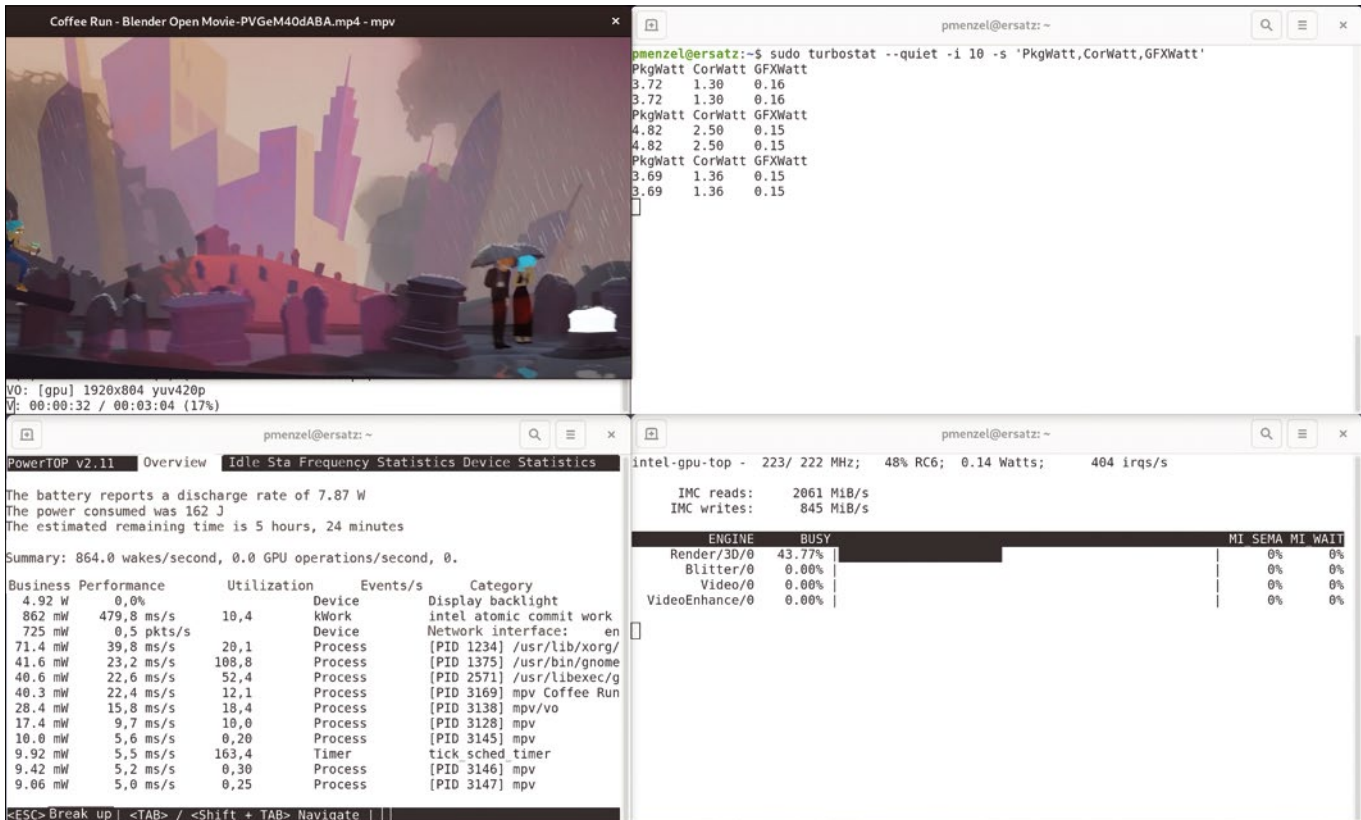 Coffee Run - Blender Open Movie-PVGeM40dABA.mp4 - mpv
×
VO: [gpu] 1920x804 yuv420p
V: 00:00:32 / 00:03:04 (17%)
pmenzel@ersatz: ~
×
pmenzel@ersatz:~$ sudo turbostat --quiet -i 10 -s 'PkgWatt,CorWatt,GFXWatt'
PkgWatt CorWatt GFXWatt
3.72 1.30 0.16
3.72 1.30 0.16
PkgWatt CorWatt GFXWatt
4.82 2.50 0.15
4.82 2.50 0.15
PkgWatt CorWatt GFXWatt
3.69 1.36 0.15
3.69 1.36 0.15
pmenzel@ersatz: ~
×
PowerTOP v2.11 Overview Idle Sta Frequency Statistics Device Statistics
The battery reports a discharge rate of 7.87 W
The power consumed was 162 J
The estimated remaining time is 5 hours, 24 minutes
Summary: 864.0 wakes/second, 0.0 GPU operations/second, 0.
Business Performance Utilization Events/s Category
4.92 W 0,0% Device Display backlight
862 mW 479,8 ms/s 10,4 kWork intel atomic commit work
725 mW 0,5 pkts/s Device Network interface: en
71.4 mW 39,8 ms/s 20,1 Process [PID 1234] /usr/lib/xorg/
41.6 mW 23,2 ms/s 108,8 Process [PID 1375] /usr/bin/gnome
40.6 mW 22,6 ms/s 52,4 Process [PID 2571] /usr/libexec/g
40.3 mW 22,4 ms/s 12,1 Process [PID 3169] mpv Coffee Run
28.4 mW 15,8 ms/s 18,4 Process [PID 3138] mpv/vo
17.4 mW 9,7 ms/s 10,0 Process [PID 3128] mpv
10.0 mW 5,6 ms/s 0,20 Process [PID 3145] mpv
9.92 mW 5,5 ms/s 163,4 Timer tick_sched_timer
9.42 mW 5,2 ms/s 0,30 Process [PID 3146] mpv
9.06 mW 5,0 ms/s 0,25 Process [PID 3147] mpv
<ESC> Break up | <TAB> / <Shift + TAB> Navigate |
pmenzel@ersatz: ~
×
intel-gpu-top - 223/ 222 MHz; 48% RC6; 0.14 Watts; 404 irqs/s
IMC reads: 2061 MiB/s
IMC writes: 845 MiB/s
ENGINE BUSY MI_SEMA MI_WAIT
Render/3D/0 43.77% | | 0% 0%
Blitter/0 0.00% | | 0% 0%
Video/0 0.00% | | 0% 0%
VideoEnhance/0 0.00% | | 0% 0%